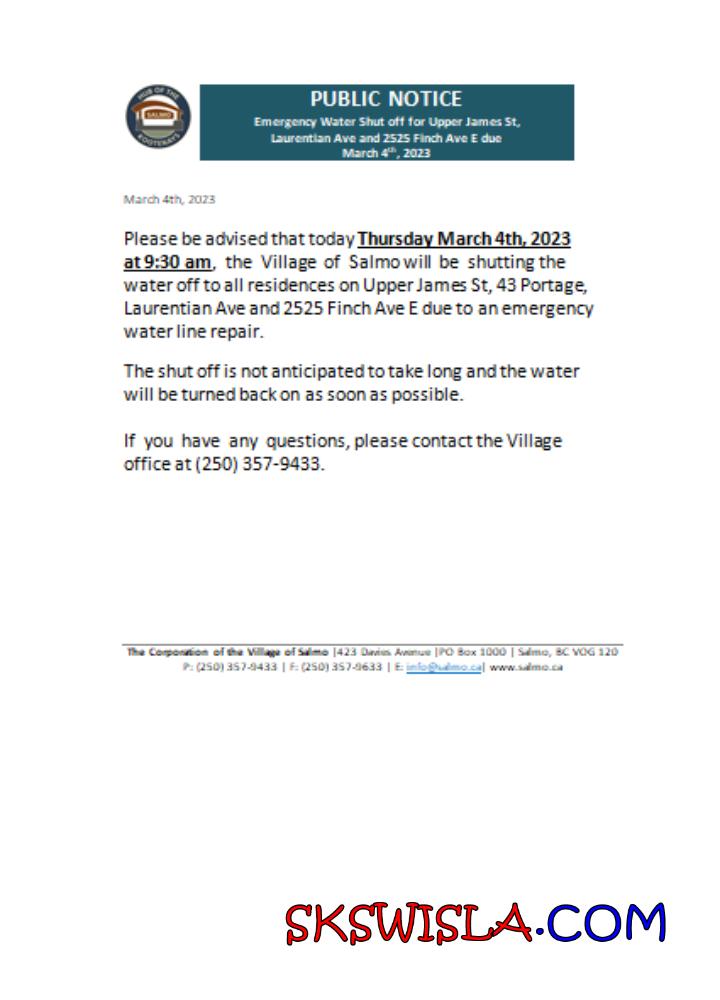 HUB OF THE
SALMO
KOOTENAYS
PUBLIC NOTICE
Emergency Water Shut off for Upper James St,
Laurentian Ave and 2525 Finch Ave E due
March 4th, 2023
March 4th, 2023
Please be advised that today Thursday March 4th, 2023
at 9:30 am, the Village of Salmo will be shutting the
water off to all residences on Upper James St, 43 Portage,
Laurentian Ave and 2525 Finch Ave E due to an emergency
water line repair.
The shut off is not anticipated to take long and the water
will be turned back on as soon as possible.
If you have any questions, please contact the Village
office at (250) 357-9433.
The Corporation of the Village of Salmo |423 Davies Avenue |PO Box 1000 | Salmo, BC V0G 1Z0
P: (250) 357-9433 | F: (250) 357-9633 | E: info@salmo.ca| www.salmo.ca
SKSWISLA.COM